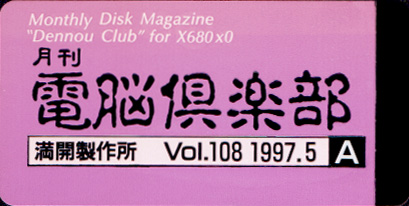 Monthly Disk Magazine
"Dennou Club" for X680x0
月刊
電脳倶楽部
満開製作所 Vol.108 1997.5 A